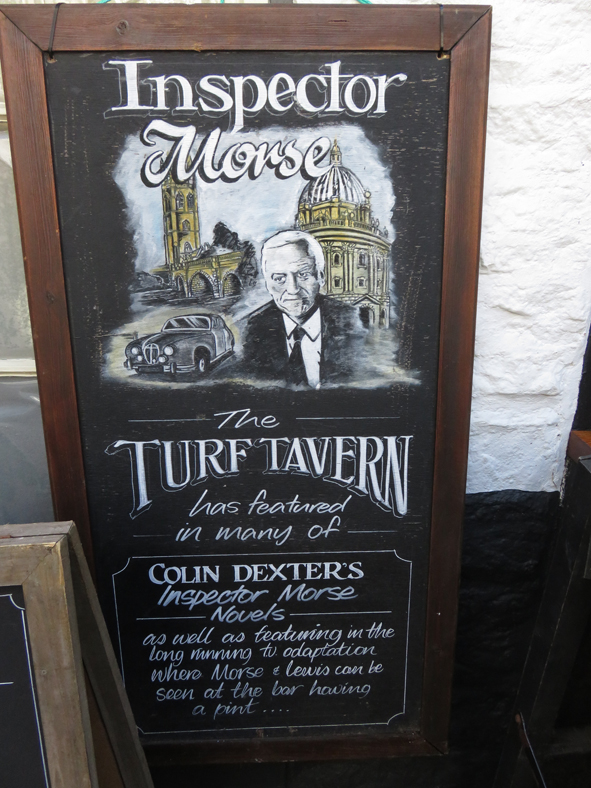 Inspector
Morse
The
TURF TAVERN
has featured
in many of
COLIN DEXTER'S
Inspector Morse
Novels
as well as featuring in the
long running tv adaptation
where Morse & Lewis can be
seen at the bar having
a pint ....